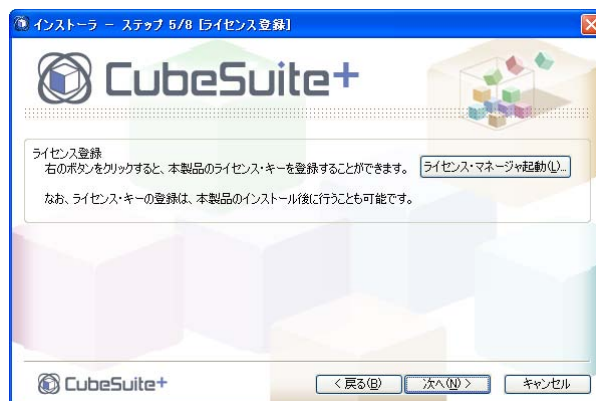 インストーラ － ステップ 5/8 [ライセンス登録]
CubeSuite+
ライセンス登録
右のボタンをクリックすると、本製品のライセンス・キーを登録することができます。
ライセンス・マネージャ起動(L)...
なお、ライセンス・キーの登録は、本製品のインストール後に行うことも可能です。
CubeSuite+
< 戻る(B)
次へ(N) >
キャンセル